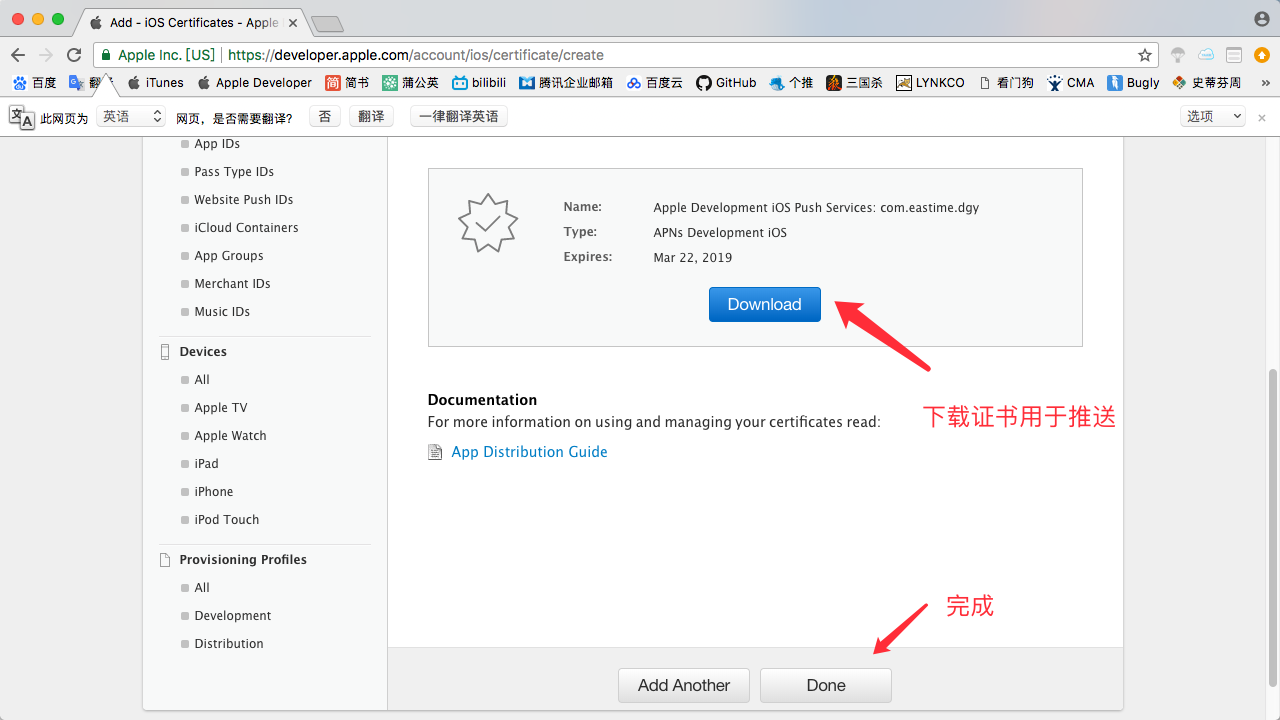 Add - iOS Certificates - Apple
Apple Inc. [US] https://developer.apple.com/account/ios/certificate/create
百度 翻 iTunes Apple Developer 简书 蒲公英 bilibili 腾讯企业邮箱 百度云 GitHub 个推 三国杀 LYNKCO 看门狗 CMA Bugly 史蒂芬周 »
此网页为 英语 网页，是否需要翻译？ 否 翻译 一律翻译英语 选项
App IDs
Pass Type IDs
Website Push IDs
iCloud Containers
App Groups
Merchant IDs
Music IDs
Devices
All
Apple TV
Apple Watch
iPad
iPhone
iPod Touch
Provisioning Profiles
All
Development
Distribution
Name: Apple Development iOS Push Services: com.eastime.dgy
Type: APNs Development iOS
Expires: Mar 22, 2019
Download
下载证书用于推送
Documentation
For more information on using and managing your certificates read:
App Distribution Guide
完成
Add Another Done